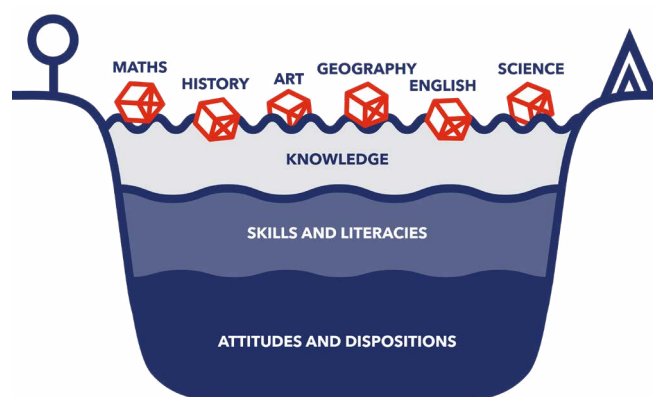 MATHS
HISTORY
ART
GEOGRAPHY
ENGLISH
SCIENCE
KNOWLEDGE
SKILLS AND LITERACIES
ATTITUDES AND DISPOSITIONS